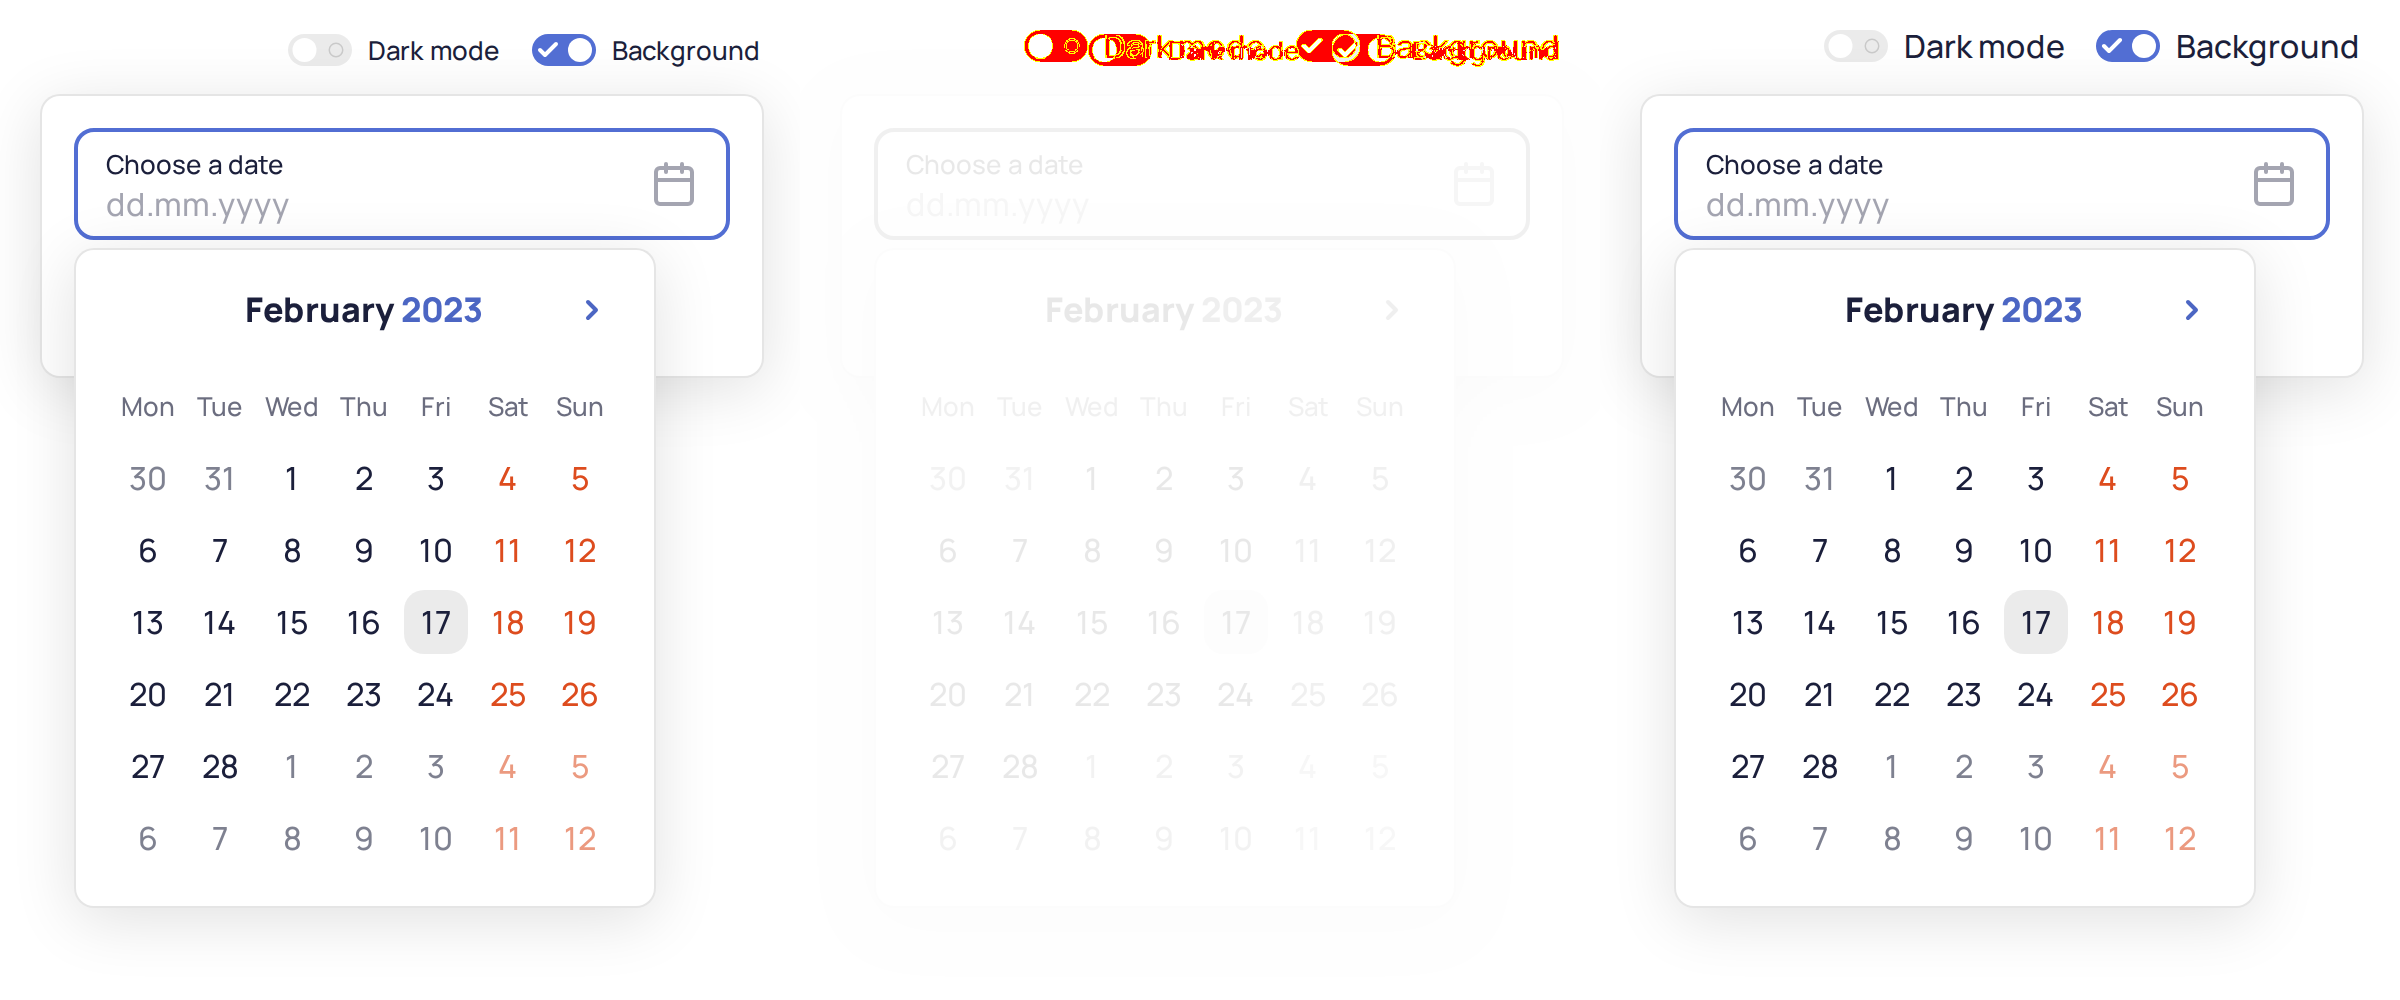 Dark mode Background
Choose a date
dd.mm.yyyy
February 2023
Mon Tue Wed Thu Fri Sat Sun
30 31 1 2 3 4 5
6 7 8 9 10 11 12
13 14 15 16 17 18 19
20 21 22 23 24 25 26
27 28 1 2 3 4 5
6 7 8 9 10 11 12
Dark mode Background
Choose a date
dd.mm.yyyy
February 2023
Mon Tue Wed Thu Fri Sat Sun
30 31 1 2 3 4 5
6 7 8 9 10 11 12
13 14 15 16 17 18 19
20 21 22 23 24 25 26
27 28 1 2 3 4 5
6 7 8 9 10 11 12
Dark mode Background
Choose a date
dd.mm.yyyy
February 2023
Mon Tue Wed Thu Fri Sat Sun
30 31 1 2 3 4 5
6 7 8 9 10 11 12
13 14 15 16 17 18 19
20 21 22 23 24 25 26
27 28 1 2 3 4 5
6 7 8 9 10 11 12